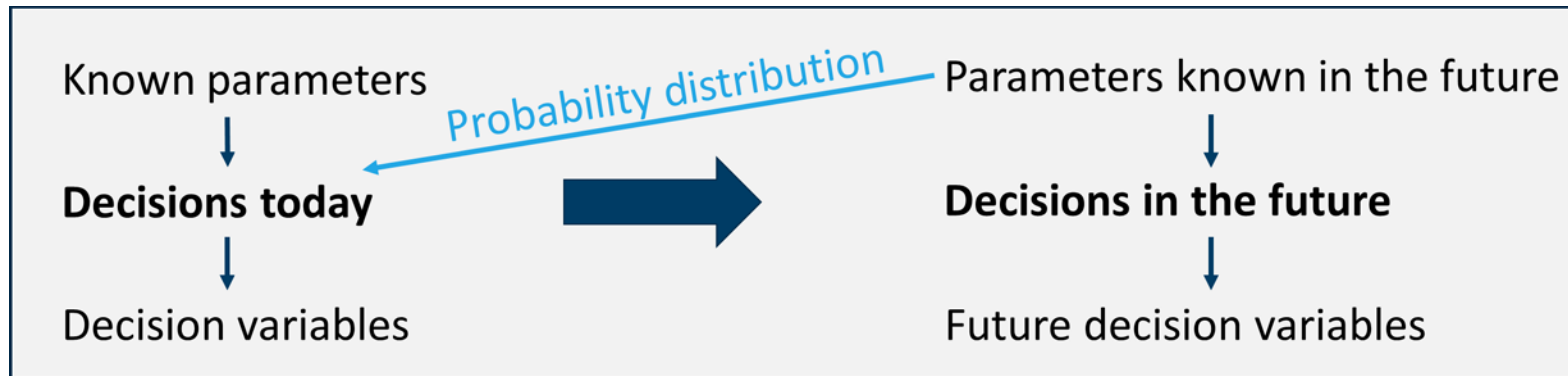 Known parameters
Probability distribution
Parameters known in the future
Decisions today
Decisions in the future
Decision variables
Future decision variables